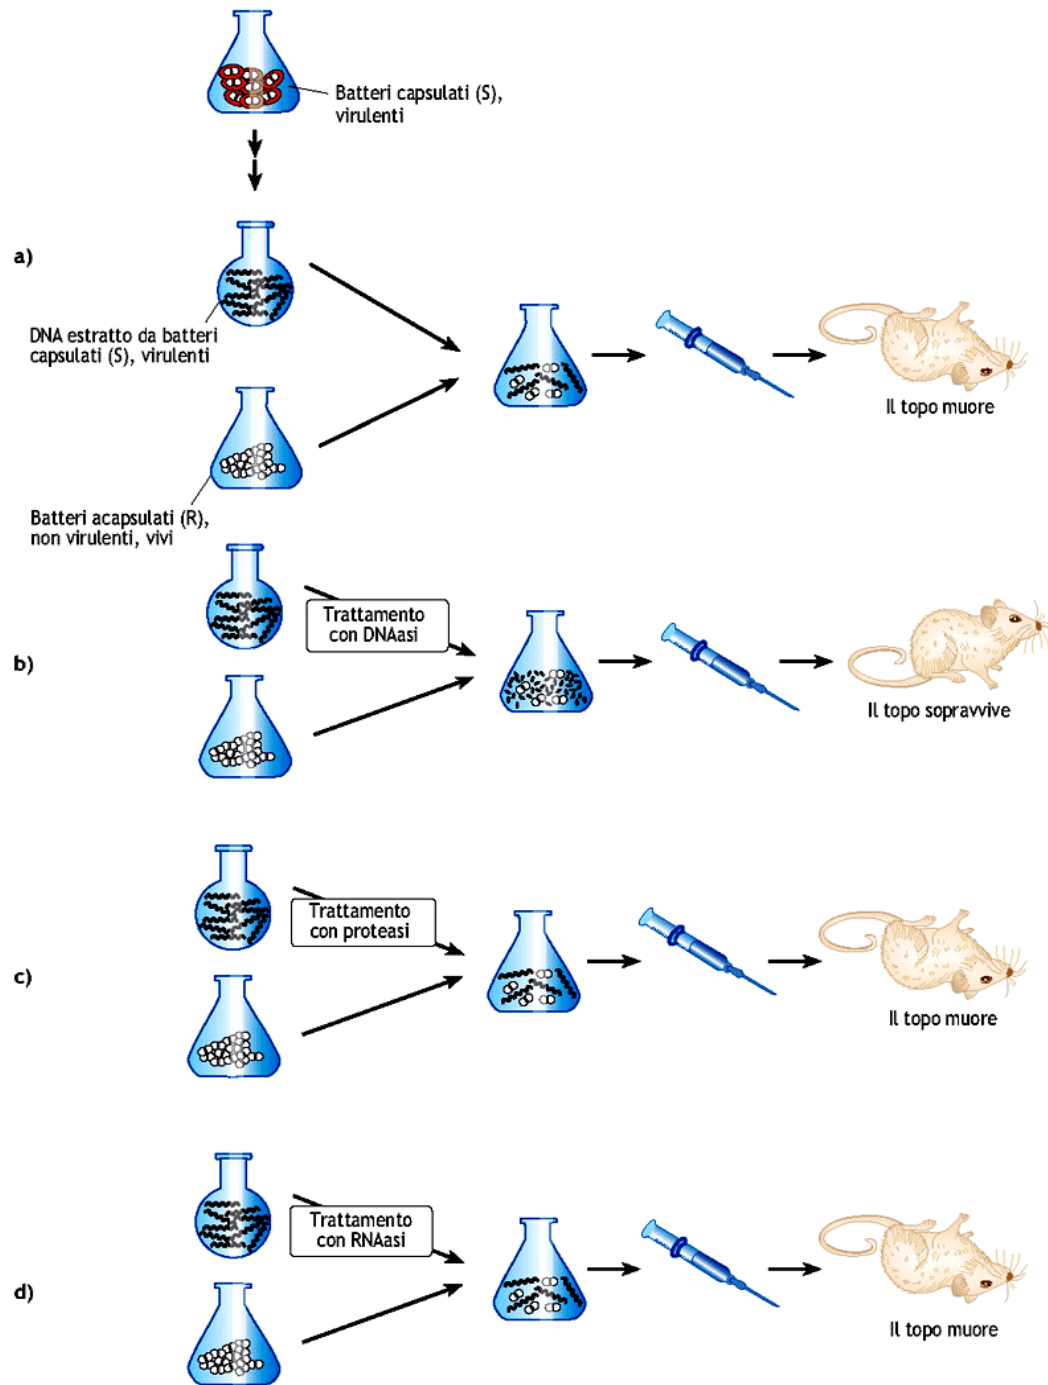 Batteri capsulati (S),
virulenti
a)
DNA estratto da batteri
capsulati (S), virulenti
Il topo muore
Batteri acapsulati (R),
non virulenti, vivi
Trattamento
con DNAasi
b)
Il topo sopravvive
Trattamento
con proteasi
c)
Il topo muore
Trattamento
con RNAasi
d)
Il topo muore